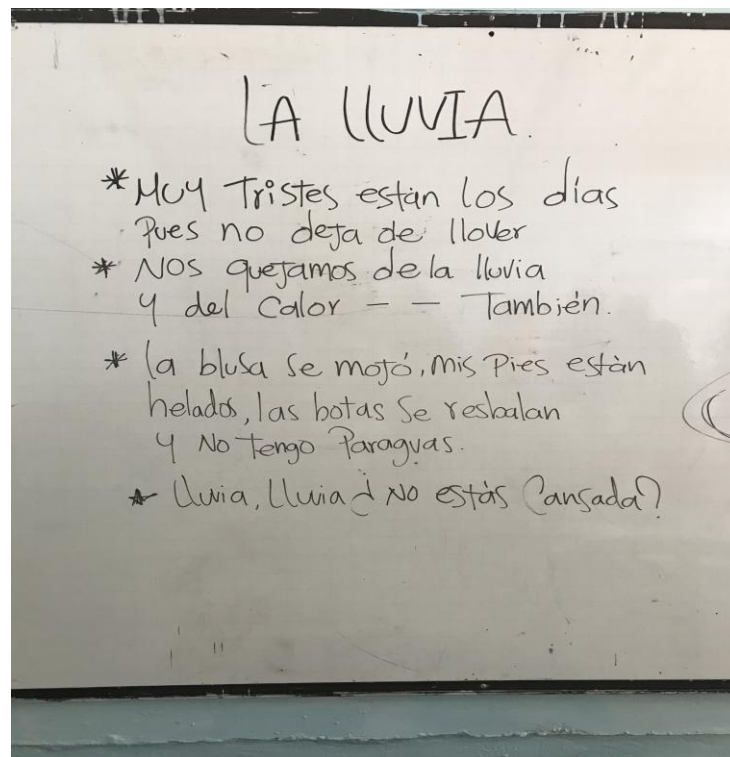 LA LLUVIA.
* MUY Tristes están los días
Pues no deja de llover
* Nos quejamos de la lluvia
y del Calor - - También.
* la blusa se mojó, mis Pies están
helados, las botas se resbalan
y No Tengo Paraguas.
* Lluvia, Lluvia ¿ No estás Cansada?